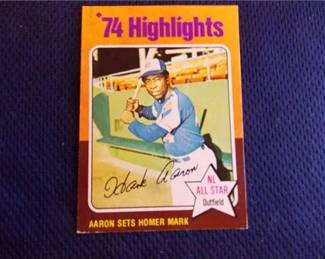 '74 Highlights
Hank Aaron
NL
ALL STAR
Outfield
AARON SETS HOMER MARK